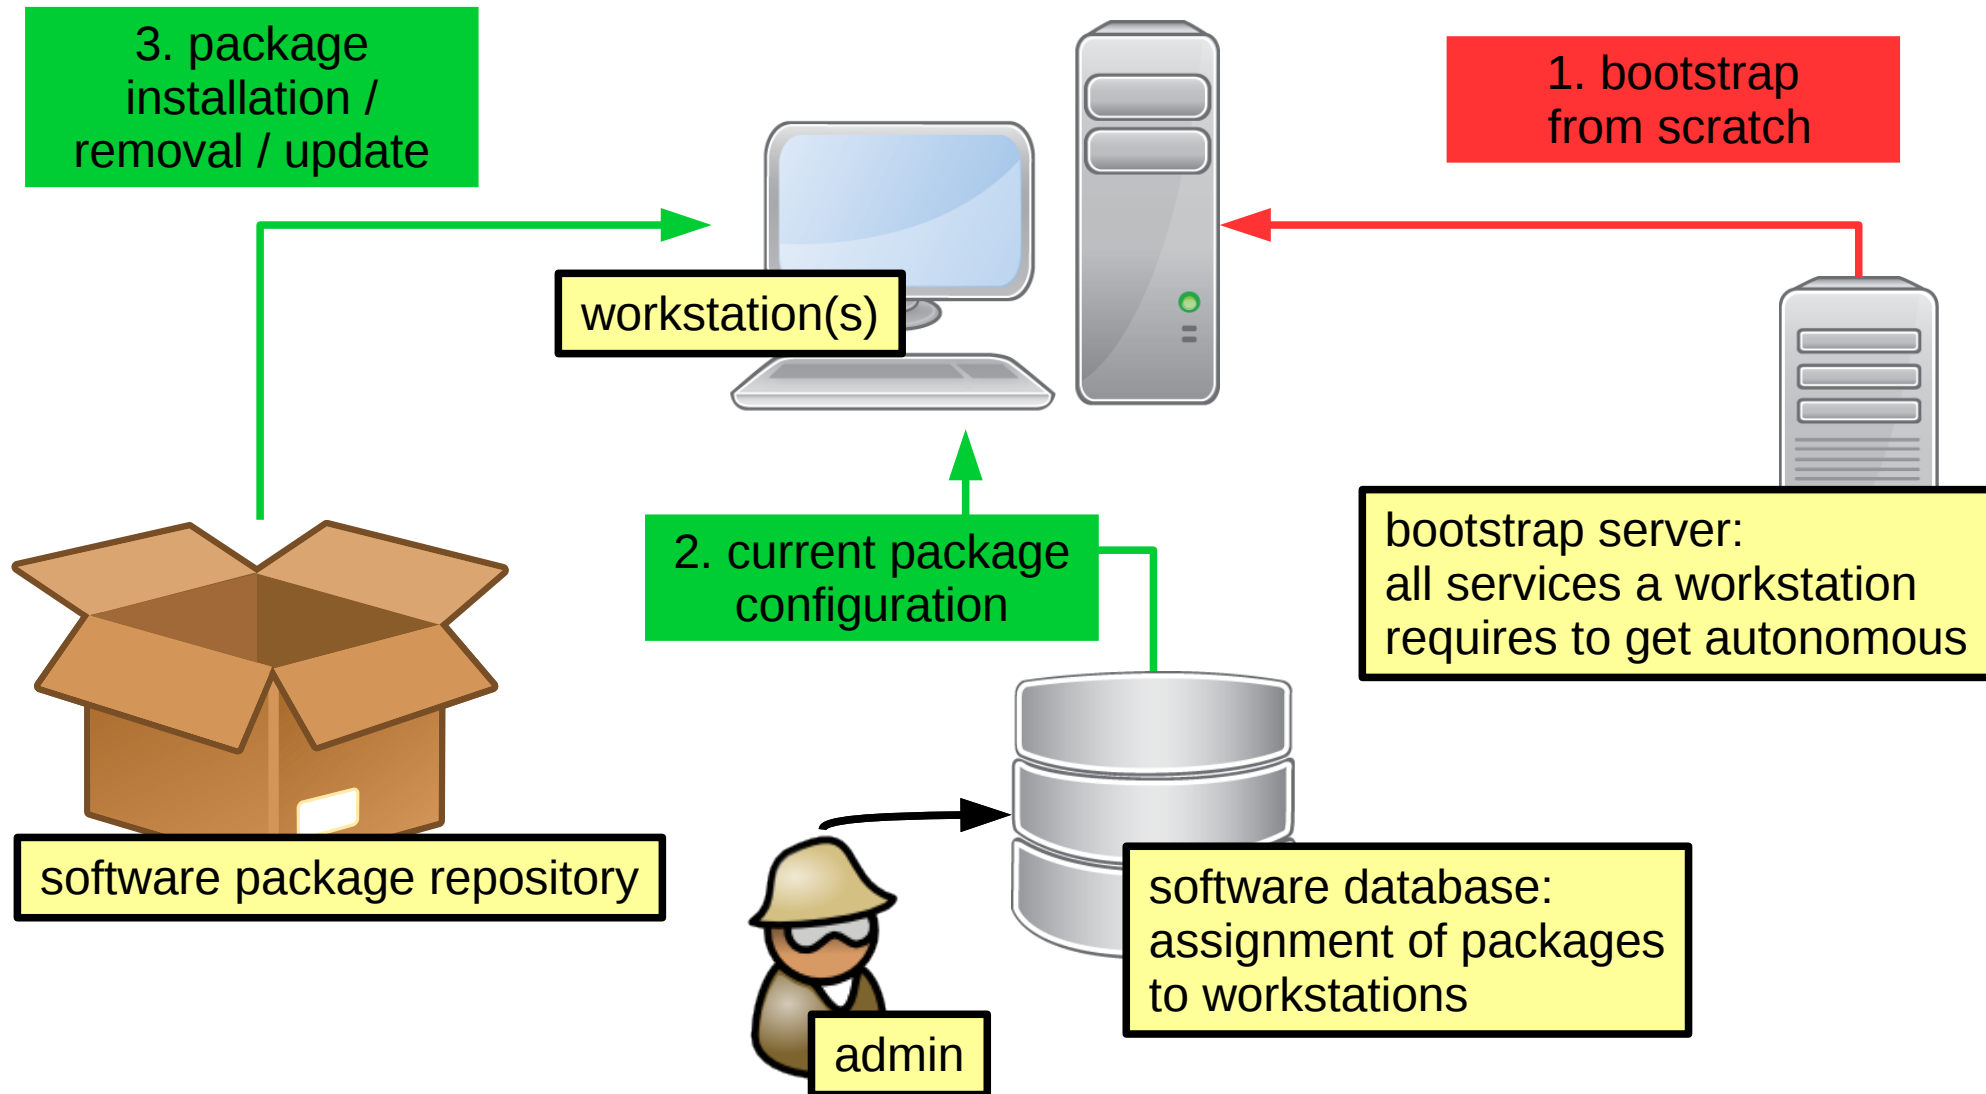 3. package
installation /
removal / update
1. bootstrap
from scratch
workstation(s)
2. current package
configuration
bootstrap server:
all services a workstation
requires to get autonomous
software package repository
software database:
assignment of packages
to workstations
admin